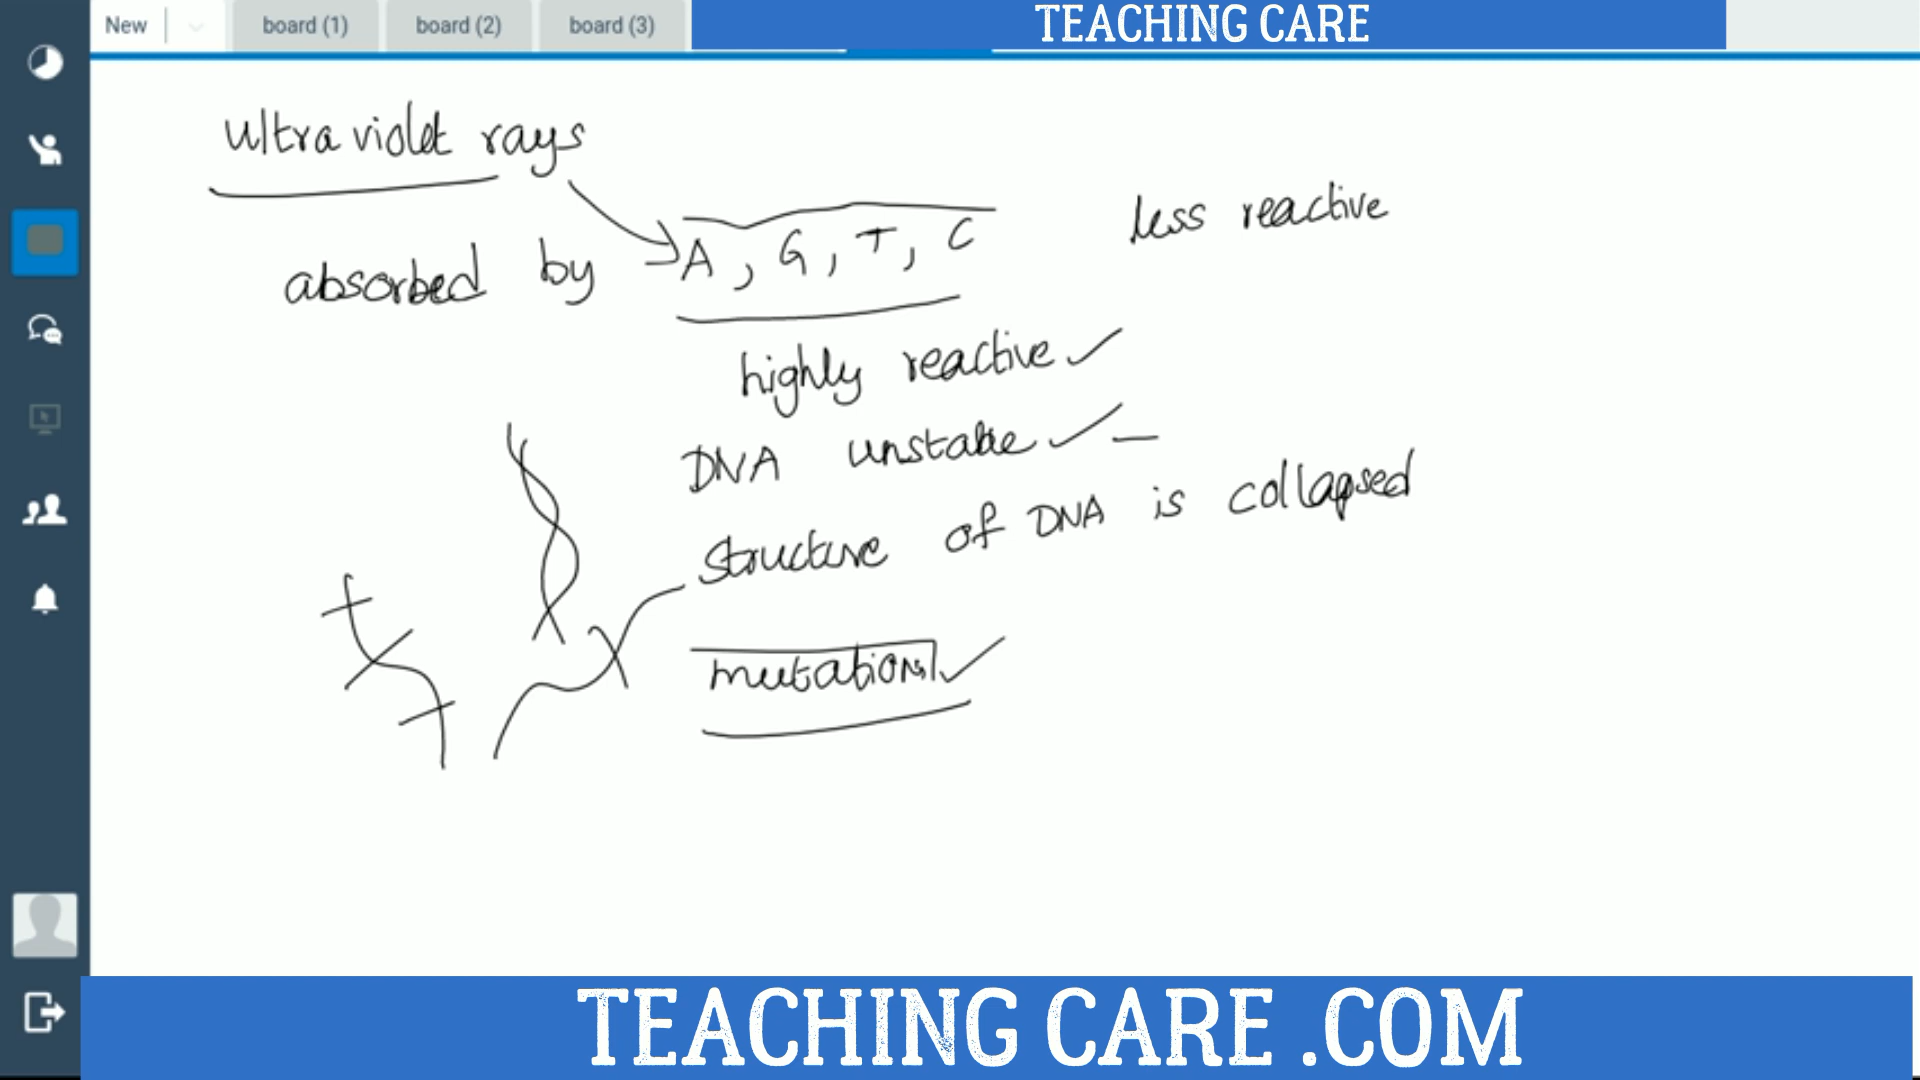 New board (1) board (2) board (3)
TEACHING CARE
ultra violet rays
absorbed by A, G, T, C
less reactive
highly reactive ✓
DNA unstable ✓ –
structure of DNA is collapsed
mutations ✓
TEACHING CARE .COM